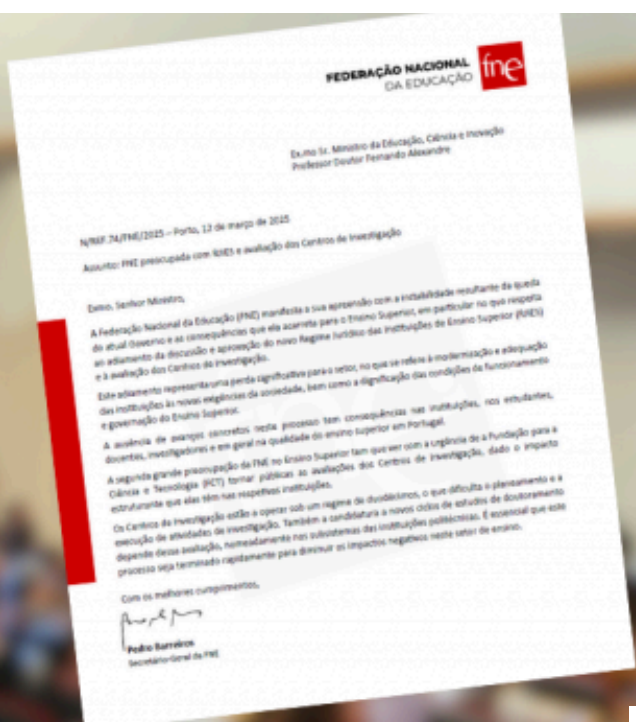 FEDERAÇÃO NACIONAL
DA EDUCAÇÃO
fne
Ex.mo Sr. Ministro da Educação, Ciência e Inovação
Professor Doutor Fernando Alexandre
N/REF.74/FNE/2025 – Porto, 12 de março de 2025
Assunto: FNE preocupada com RJIES e avaliação dos Centros de Investigação
Exmo. Senhor Ministro,
A Federação Nacional da Educação (FNE) manifesta a sua apreensão com a instabilidade resultante da queda
do atual Governo e as consequências que ela acarreta para o Ensino Superior, em particular no que respeita
ao adiamento da discussão e aprovação do novo Regime Jurídico das Instituições de Ensino Superior (RJIES)
e à avaliação dos Centros de Investigação.
Este adiamento representa uma perda significativa para o setor, no que se refere à modernização e adequação
das instituições às novas exigências da sociedade, bem como a dignificação das condições de funcionamento
e governação do Ensino Superior.
A ausência de avanços concretos neste processo tem consequências nas instituições, nos estudantes,
docentes, investigadores e em geral na qualidade do ensino superior em Portugal.
A segunda grande preocupação da FNE no Ensino Superior tem que ver com a urgência de a Fundação para a
Ciência e Tecnologia (FCT) tornar públicas as avaliações dos Centros de Investigação, dado o impacto
estruturante que elas têm nas respetivas instituições.
Os Centros de Investigação estão a operar sob um regime de duodécimos, o que dificulta o planeamento e a
execução de atividades de investigação. Também a candidatura a novos ciclos de estudos de doutoramento
depende dessa avaliação, nomeadamente nos subsistemas das instituições politécnicas. É essencial que este
processo seja terminado rapidamente para diminuir os impactos negativos neste setor de ensino.
Com os melhores cumprimentos,
Pedro Barreiros
Secretário-Geral da FNE